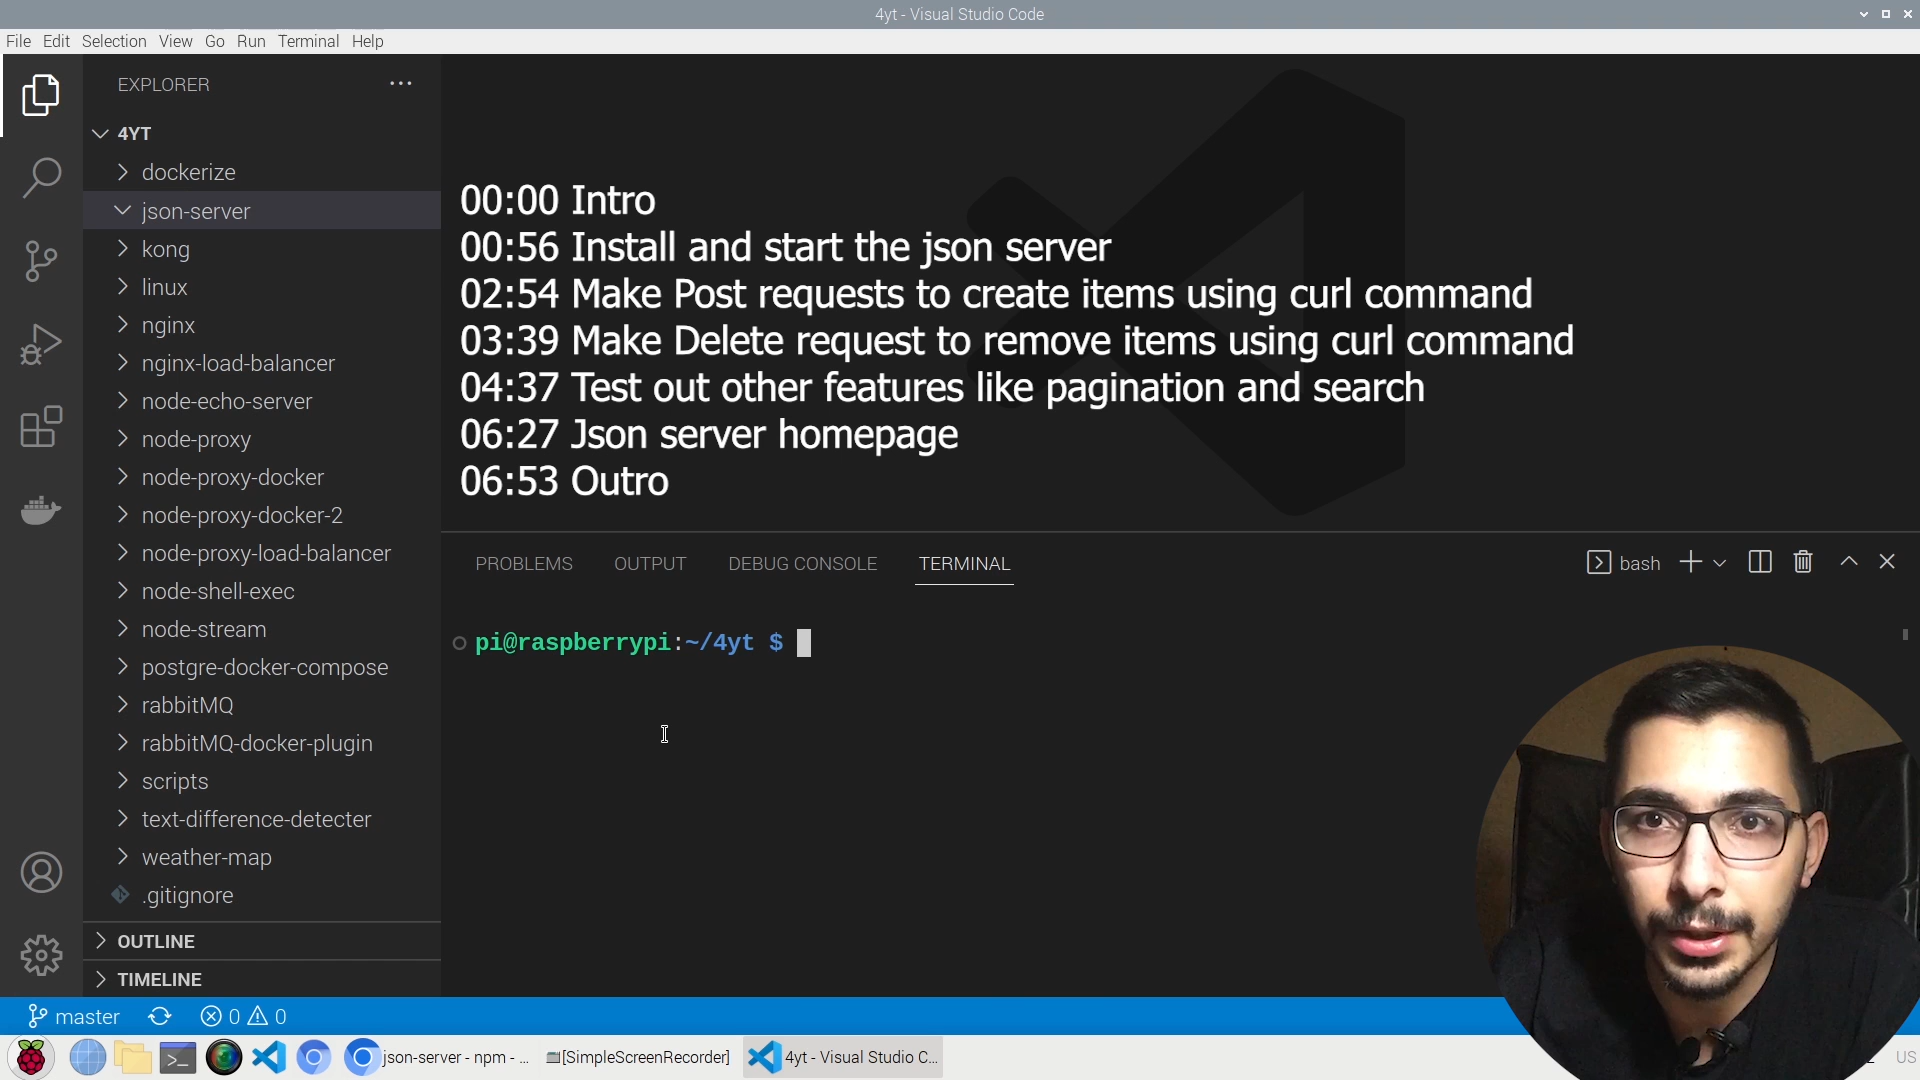 4yt - Visual Studio Code
File Edit Selection View Go Run Terminal Help
EXPLORER
4YT
dockerize
json-server
kong
linux
nginx
nginx-load-balancer
node-echo-server
node-proxy
node-proxy-docker
node-proxy-docker-2
node-proxy-load-balancer
node-shell-exec
node-stream
postgre-docker-compose
rabbitMQ
rabbitMQ-docker-plugin
scripts
text-difference-detecter
weather-map
.gitignore
OUTLINE
TIMELINE
00:00 Intro
00:56 Install and start the json server
02:54 Make Post requests to create items using curl command
03:39 Make Delete request to remove items using curl command
04:37 Test out other features like pagination and search
06:27 Json server homepage
06:53 Outro
PROBLEMS OUTPUT DEBUG CONSOLE TERMINAL bash
pi@raspberrypi:~/4yt $
master 0 0
json-server - npm - ... [SimpleScreenRecorder] 4yt - Visual Studio C... US